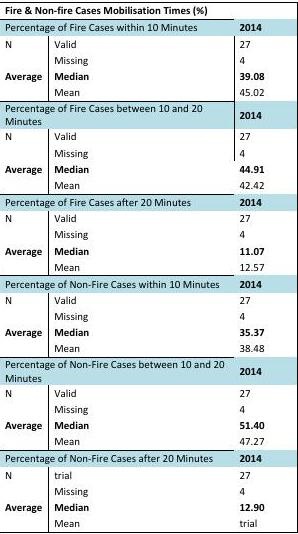 Fire & Non-fire Cases Mobilisation Times (%)
Percentage of Fire Cases within 10 Minutes 2014
N Valid 27
Missing 4
Average Median 39.08
Mean 45.02
Percentage of Fire Cases between 10 and 20
Minutes 2014
N Valid 27
Missing 4
Average Median 44.91
Mean 42.42
Percentage of Fire Cases after 20 Minutes 2014
N Valid 27
Missing 4
Average Median 11.07
Mean 12.57
Percentage of Non-Fire Cases within 10 Minutes 2014
N Valid 27
Missing 4
Average Median 35.37
Mean 38.48
Percentage of Non-Fire Cases between 10 and 20
Minutes 2014
N Valid 27
Missing 4
Average Median 51.40
Mean 47.27
Percentage of Non-Fire Cases after 20 Minutes 2014
N trial 27
Missing 4
Average Median 12.90
Mean trial